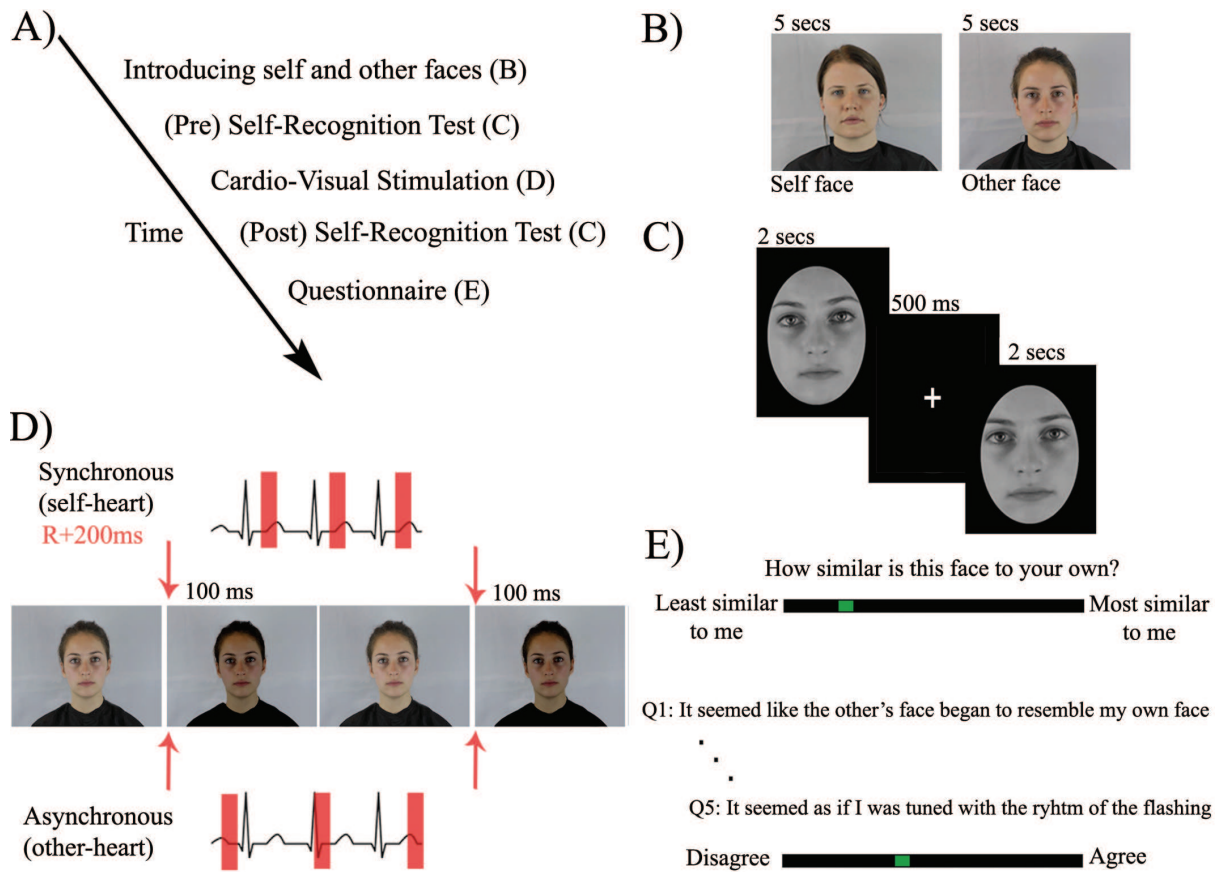 A)
Introducing self and other faces (B)
(Pre) Self-Recognition Test (C)
Cardio-Visual Stimulation (D)
Time
(Post) Self-Recognition Test (C)
Questionnaire (E)
B)
5 secs
5 secs
Self face
Other face
C)
2 secs
500 ms
2 secs
D)
Synchronous
(self-heart)
R+200ms
100 ms
100 ms
Asynchronous
(other-heart)
E)
How similar is this face to your own?
Least similar
to me
Most similar
to me
Q1: It seemed like the other's face began to resemble my own face
Q5: It seemed as if I was tuned with the ryhtm of the flashing
Disagree
Agree